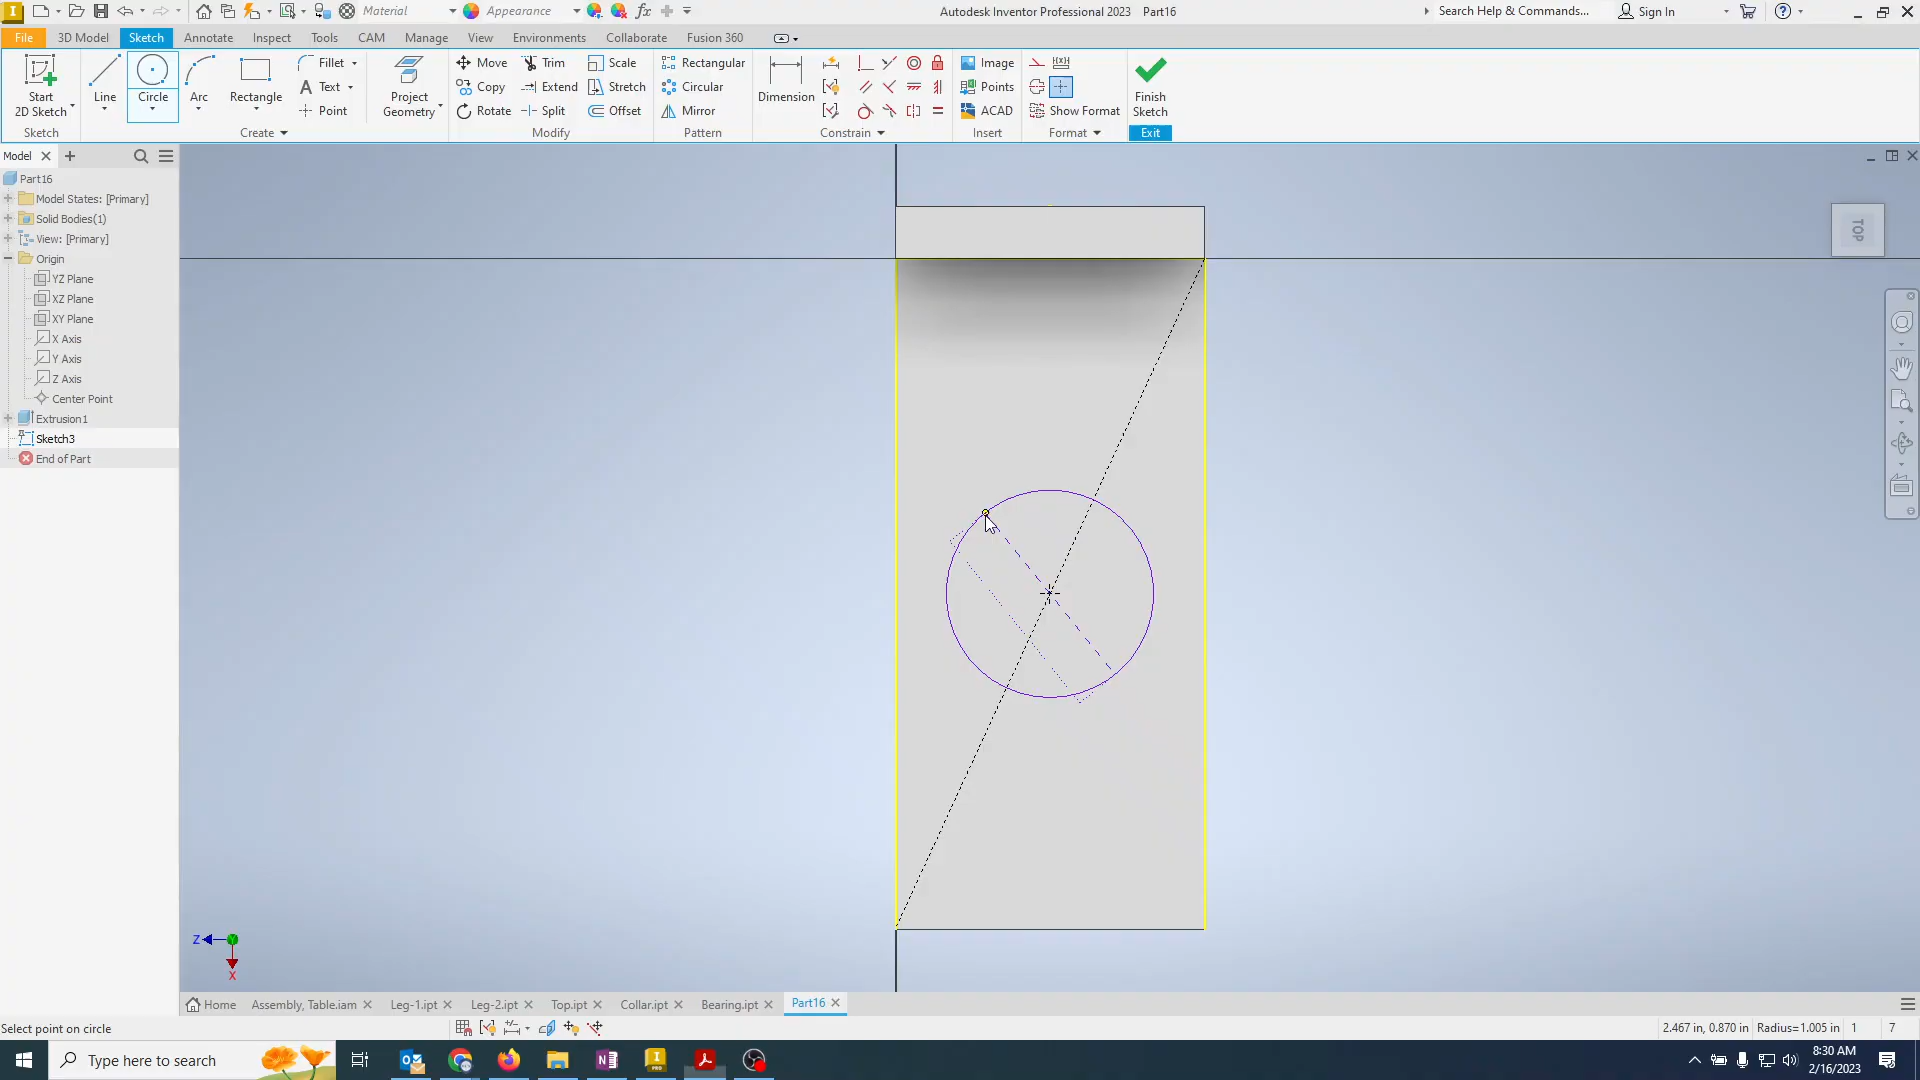 Material
Appearance
fx
Autodesk Inventor Professional 2023 Part16
Search Help & Commands...
Sign In
File 3D Model Sketch Annotate Inspect Tools CAM Manage View Environments Collaborate Fusion 360
Start 2D Sketch
Line
Circle
Arc
Rectangle
Fillet
Text
Point
Project Geometry
Move
Copy
Rotate
Trim
Extend
Split
Scale
Stretch
Offset
Rectangular
Circular
Mirror
Dimension
Image
Points
ACAD
Show Format
Finish Sketch
Sketch Create Modify Pattern Constrain Insert Format Exit
Model
Part16
Model States: [Primary]
Solid Bodies(1)
View: [Primary]
Origin
YZ Plane
XZ Plane
XY Plane
X Axis
Y Axis
Z Axis
Center Point
Extrusion1
Sketch3
End of Part
TOP
Z
Y
X
Home Assembly, Table.iam Leg-1.ipt Leg-2.ipt Top.ipt Collar.ipt Bearing.ipt Part16
Select point on circle
2.467 in, 0.870 in Radius=1.005 in 1 7
Type here to search
8:30 AM
2/16/2023